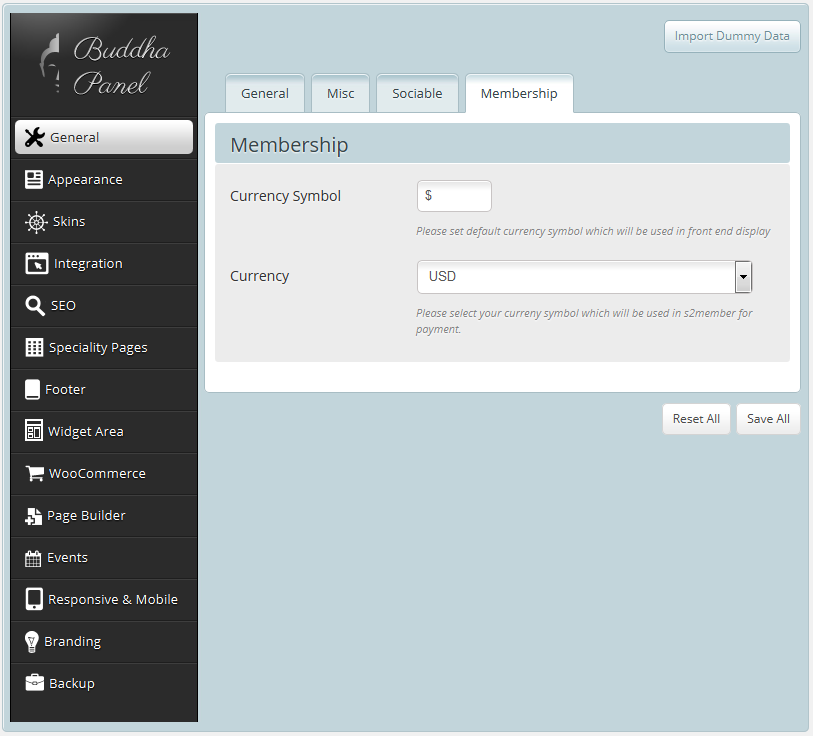 Buddha
Panel
General
Appearance
Skins
Integration
SEO
Speciality Pages
Footer
Widget Area
WooCommerce
Page Builder
Events
Responsive & Mobile
Branding
Backup
Import Dummy Data
General Misc Sociable Membership
Membership
Currency Symbol $
Please set default currency symbol which will be used in front end display
Currency USD
Please select your curreny symbol which will be used in s2member for
payment.
Reset All Save All